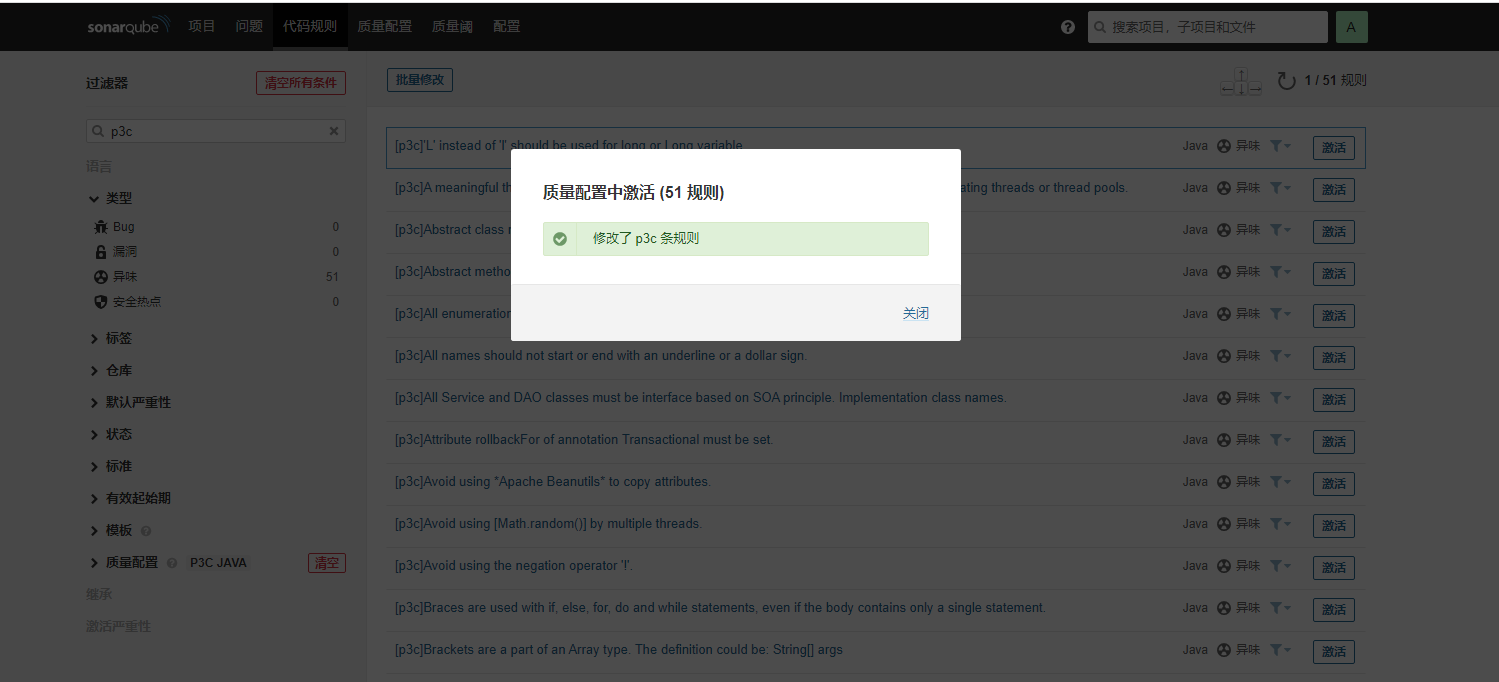 sonarqube 项目 问题 代码规则 质量配置 质量阈 配置 搜索项目,子项目和文件 A
过滤器 清空所有条件 批量修改 1 / 51 规则
p3c
语言
类型
Bug 0
漏洞 0
异味 51
安全热点 0
标签
仓库
默认严重性
状态
标准
有效起始期
模板
质量配置 P3C JAVA 清空
继承
激活严重性
[p3c]'L' instead of 'l' should be used for long or Long variable. Java 异味 激活
[p3c]A meaningful th ating threads or thread pools. Java 异味 激活
[p3c]Abstract class Java 异味 激活
[p3c]Abstract metho Java 异味 激活
[p3c]All enumeration Java 异味 激活
[p3c]All names should not start or end with an underline or a dollar sign. Java 异味 激活
[p3c]All Service and DAO classes must be interface based on SOA principle. Implementation class names. Java 异味 激活
[p3c]Attribute rollbackFor of annotation Transactional must be set. Java 异味 激活
[p3c]Avoid using *Apache Beanutils* to copy attributes. Java 异味 激活
[p3c]Avoid using [Math.random()] by multiple threads. Java 异味 激活
[p3c]Avoid using the negation operator '!'. Java 异味 激活
[p3c]Braces are used with if, else, for, do and while statements, even if the body contains only a single statement. Java 异味 激活
[p3c]Brackets are a part of an Array type. The definition could be: String[] args Java 异味 激活
质量配置中激活 (51 规则)
修改了 p3c 条规则
关闭